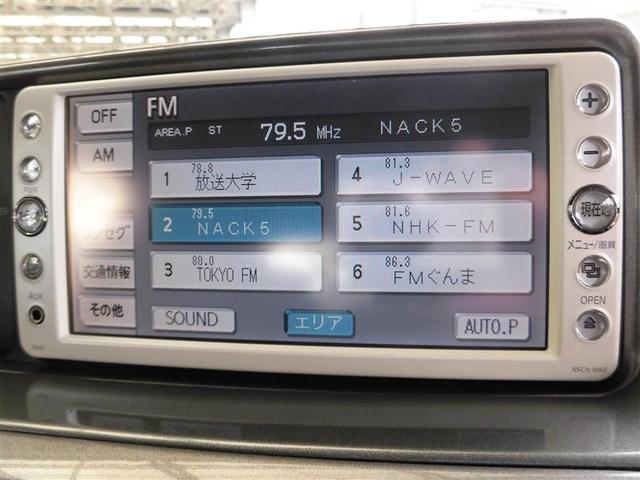 OFF
FM
AREA.P ST 79.5 MHz NACK5
AM
1 78.8 放送大学
4 81.3 J-WAVE
2 79.5 NACK5
5 81.6 NHK-FM
3 80.0 TOKYO FM
6 86.3 FMぐんま
交通情報
その他
SOUND
エリア
AUTO.P
AUX
+
-
現在地
メニュー/画質
OPEN
NSCN-W60